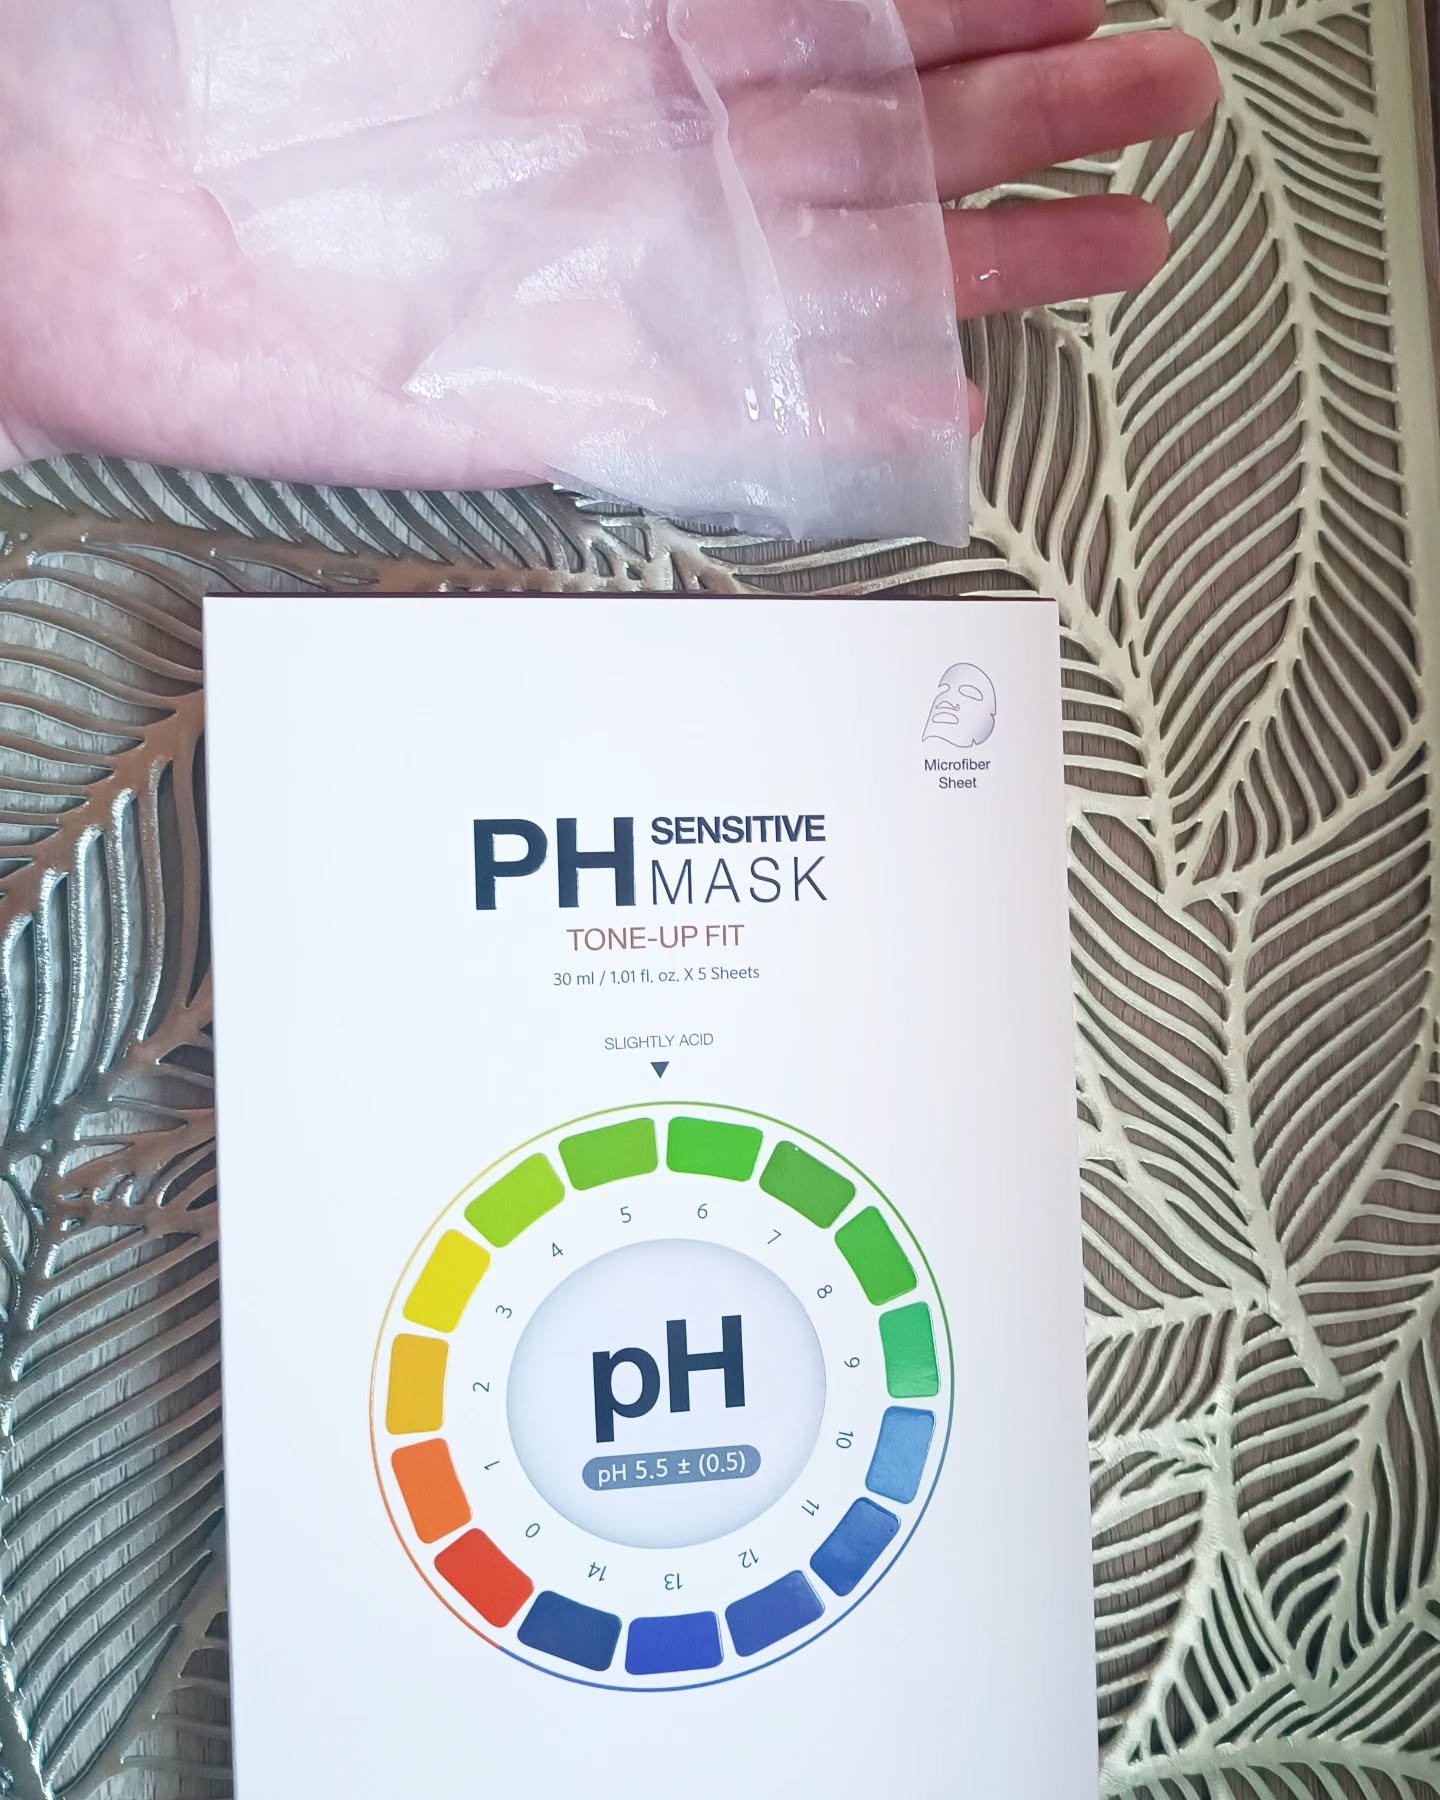 Microfiber
Sheet
PH SENSITIVE
MASK
TONE-UP FIT
30 ml / 1.01 fl. oz. X 5 Sheets
SLIGHTLY ACID
0
1
2
3
4
5
6
7
8
9
10
11
12
13
14
pH
pH 5.5 ± (0.5)